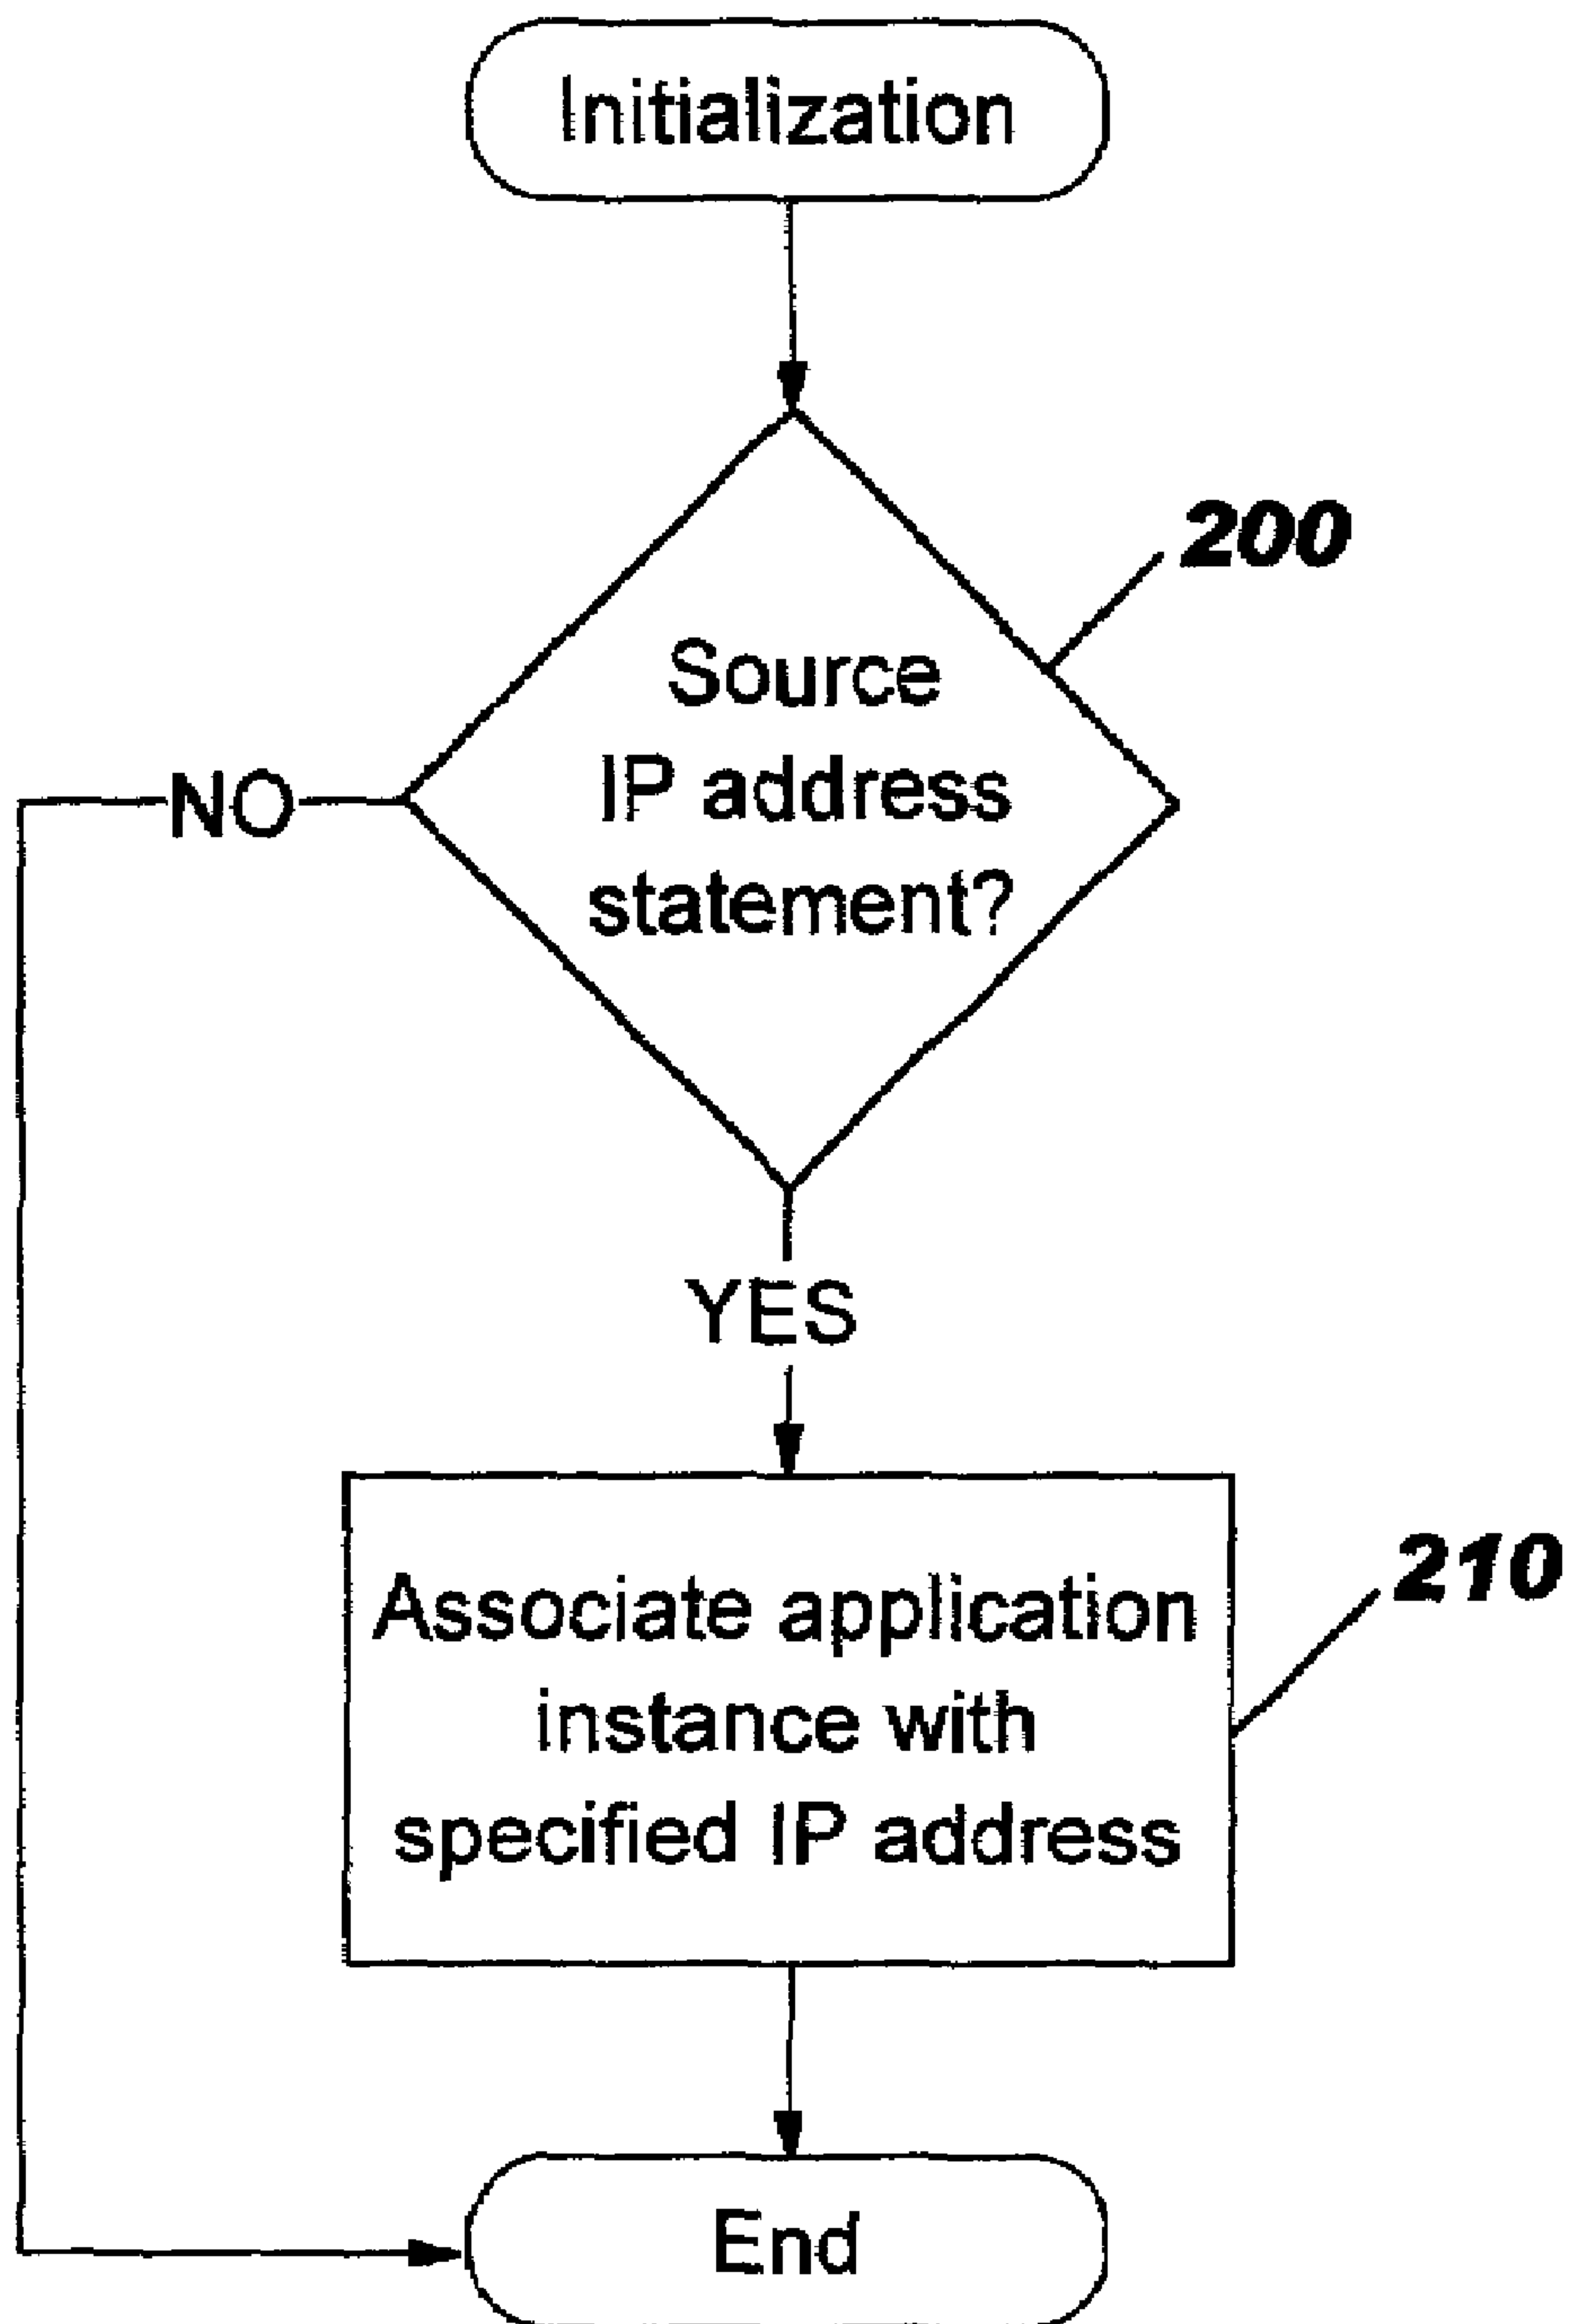 Initialization
200
Source
IP address
statement?
NO
YES
210
Associate application
instance with
specified IP address
End